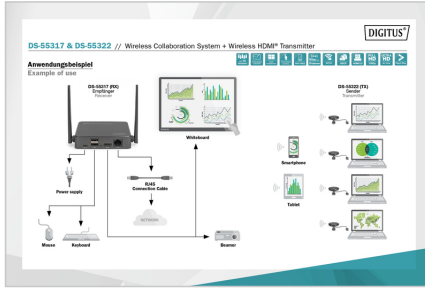 DIGITUS®
DS-55317 & DS-55322 // Wireless Collaboration System + Wireless HDMI® Transmitter
Anwendungsbeispiel
Example of use
DS-55317 (RX)
Empfänger
Receiver
DS-55322 (TX)
Sender
Transmitter
Whiteboard
Smartphone
Power supply
RJ45
Connection Cable
Tablet
NETWORK
Mouse
Keyboard
Beamer